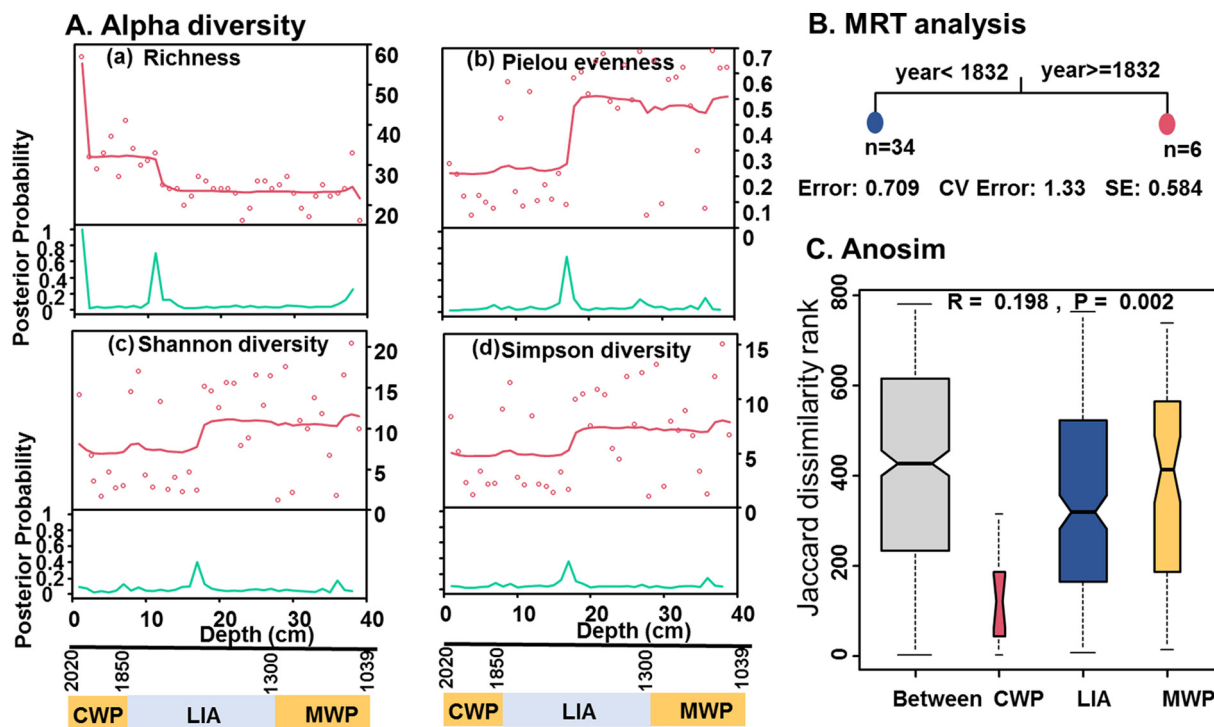 A. Alpha diversity
(a) Richness
60
50
40
30
20
Posterior Probability
1
0.8
0.4
0.2
0
(b) Pielou evenness
0.7
0.6
0.5
0.4
0.3
0.2
0.1
0
(c) Shannon diversity
20
15
10
5
0
Posterior Probability
1
0.8
0.6
0.4
0.2
0 10 20 30 40
Depth (cm)
2020 1850 1300 1039
CWP LIA MWP
(d) Simpson diversity
15
10
5
0
0 10 20 30 40
Depth (cm)
2020 1850 1300 1039
CWP LIA MWP
B. MRT analysis
year< 1832 year>=1832
n=34 n=6
Error: 0.709 CV Error: 1.33 SE: 0.584
C. Anosim
R = 0.198 , P = 0.002
Jaccard dissimilarity rank
800
600
400
200
0
Between CWP LIA MWP